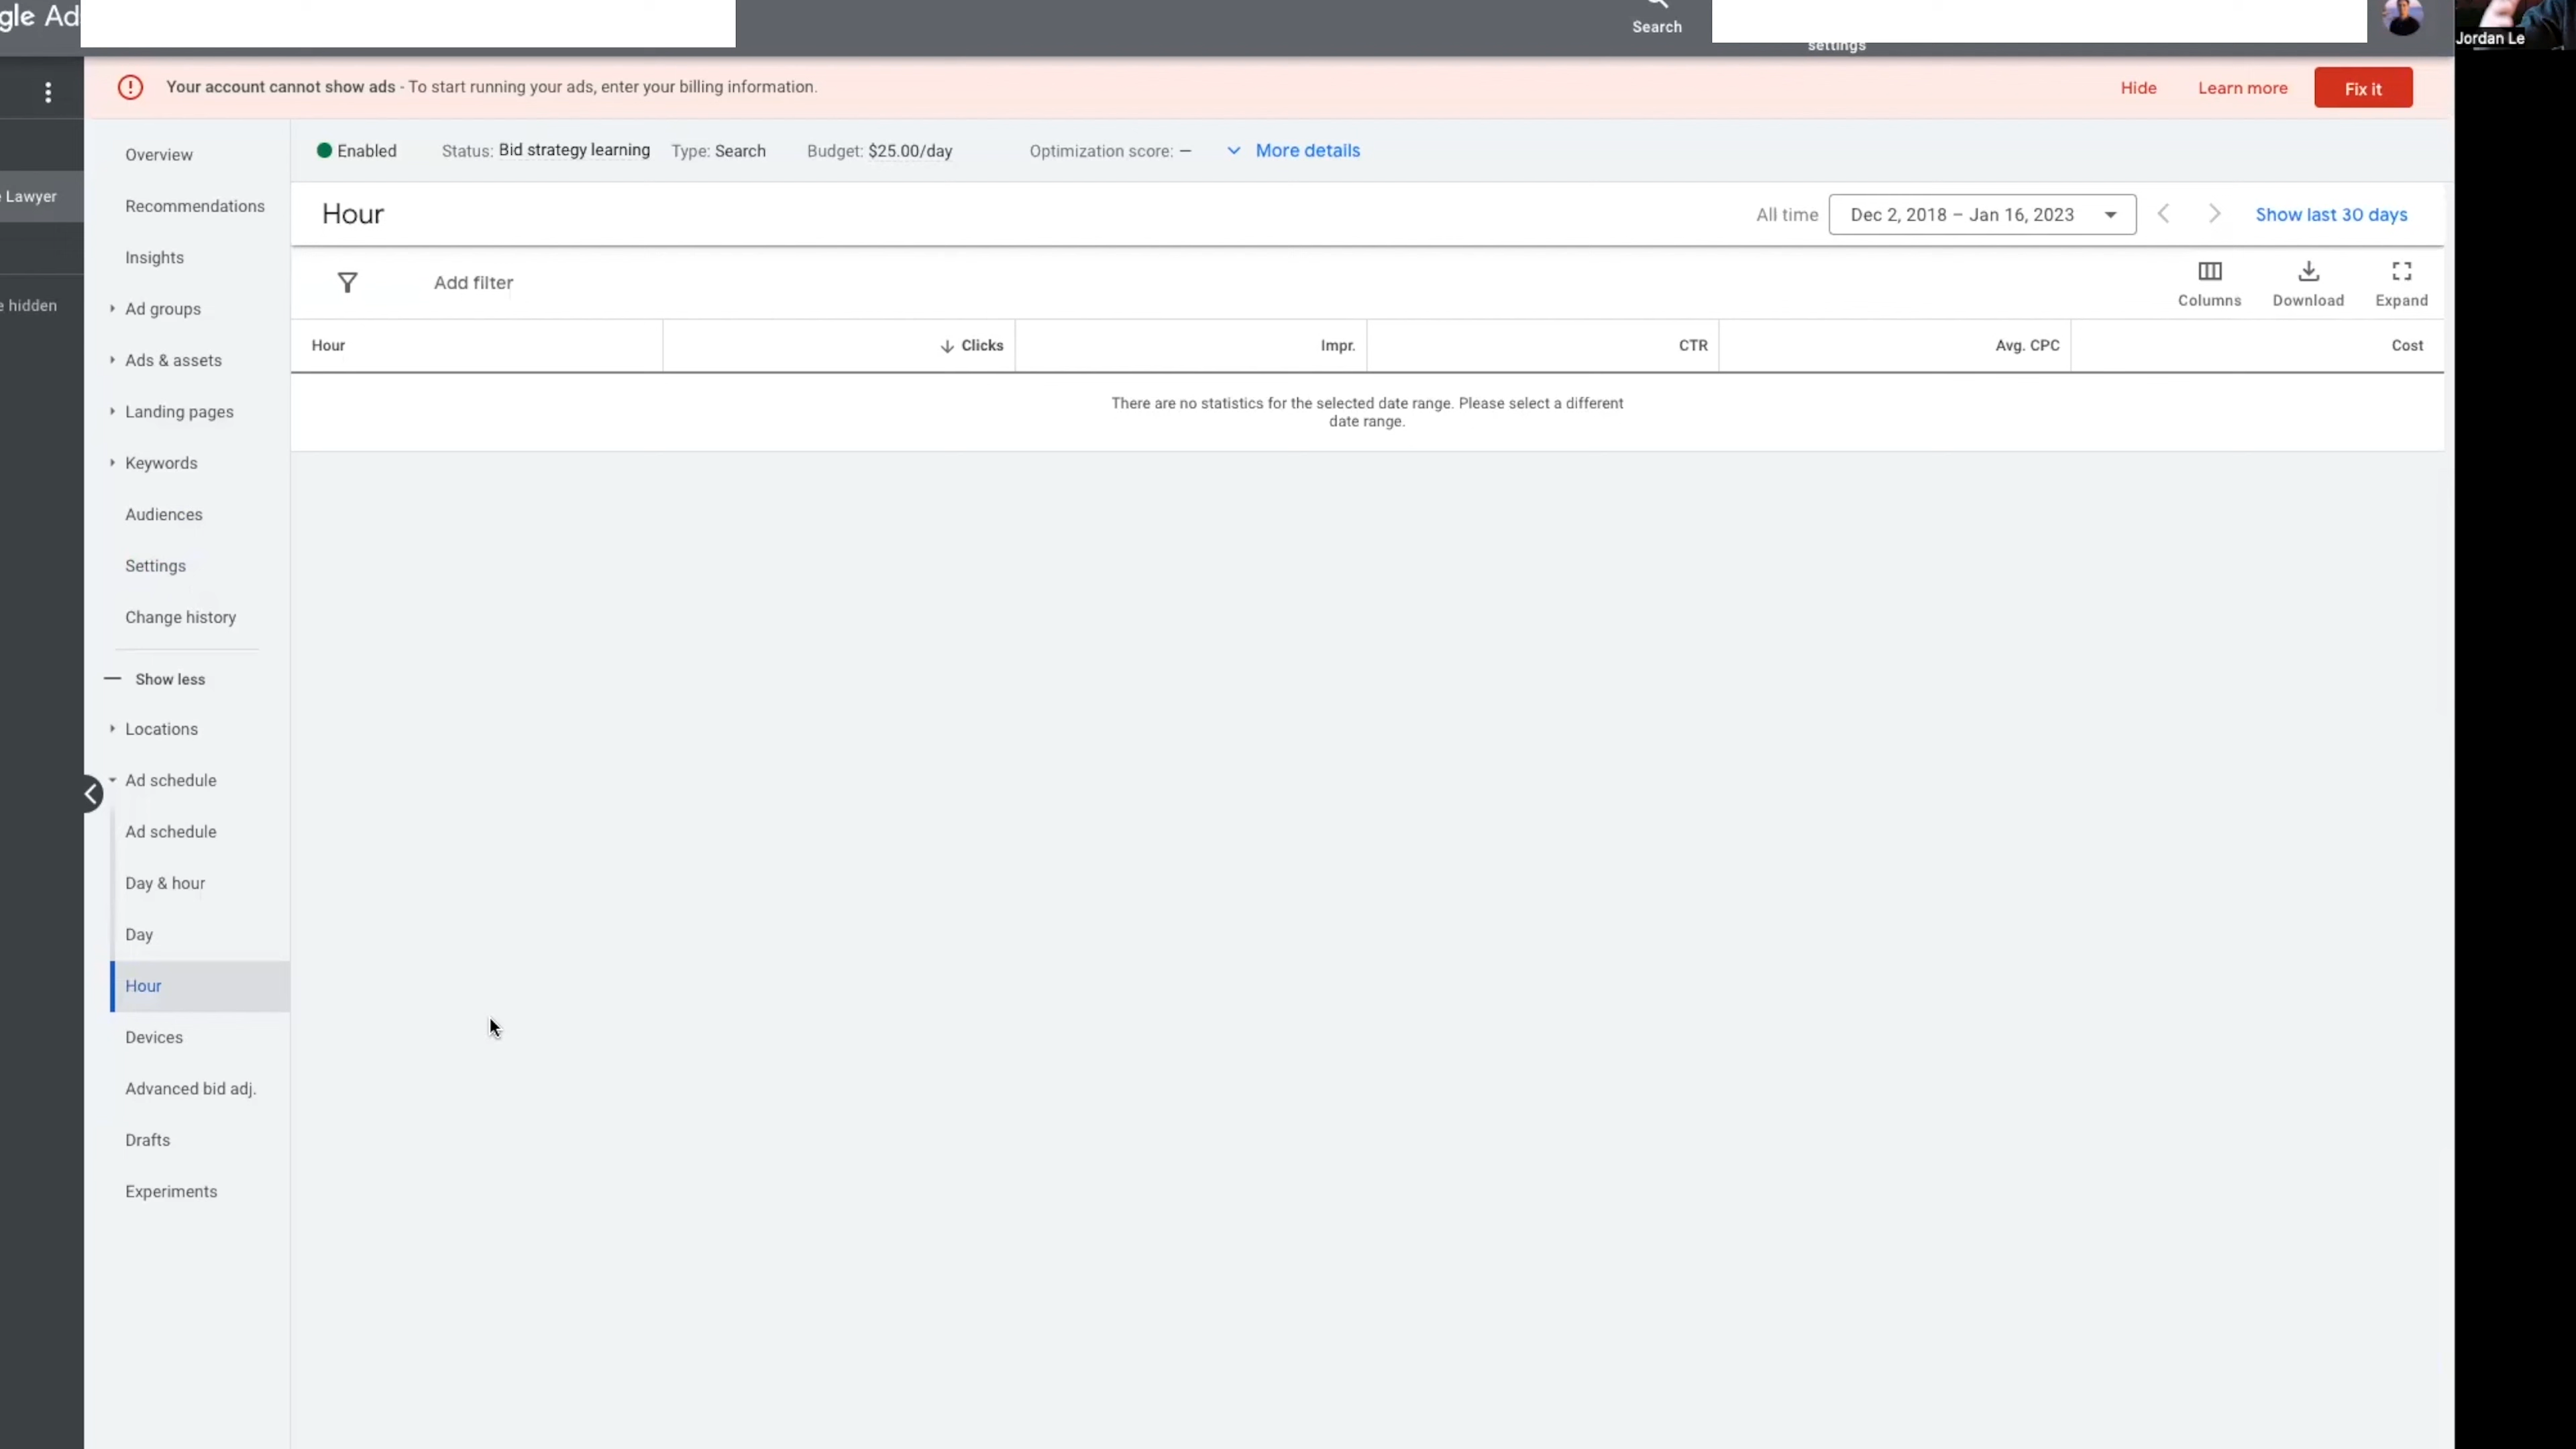 gle Ad
Search
settings
Jordan Le
Your account cannot show ads - To start running your ads, enter your billing information.
Hide
Learn more
Fix it
Lawyer
hidden
Overview
Recommendations
Insights
Ad groups
Ads & assets
Landing pages
Keywords
Audiences
Settings
Change history
Show less
Locations
Ad schedule
Ad schedule
Day & hour
Day
Hour
Devices
Advanced bid adj.
Drafts
Experiments
Enabled
Status: Bid strategy learning
Type: Search
Budget: $25.00/day
Optimization score: —
More details
Hour
All time
Dec 2, 2018 – Jan 16, 2023
Show last 30 days
Add filter
Columns
Download
Expand
Hour
Clicks
Impr.
CTR
Avg. CPC
Cost
There are no statistics for the selected date range. Please select a different
date range.